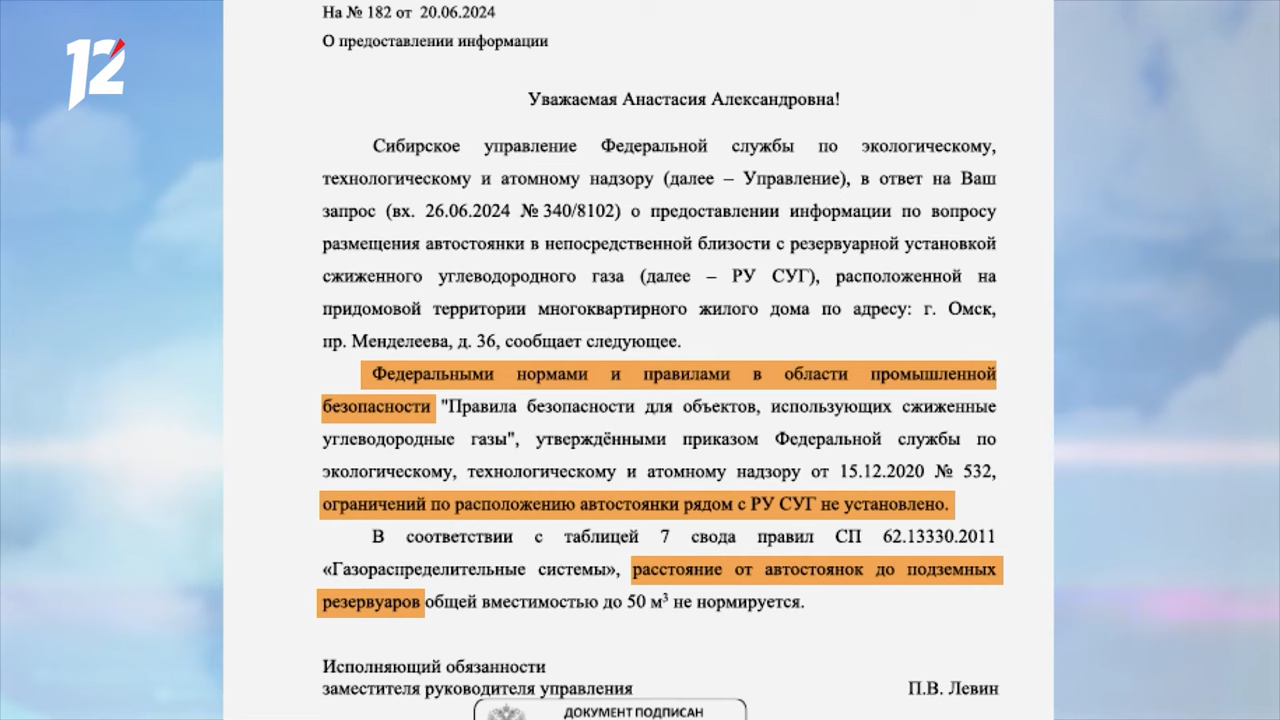 12
На № 182 от 20.06.2024
О предоставлении информации
Уважаемая Анастасия Александровна!
Сибирское управление Федеральной службы по экологическому,
технологическому и атомному надзору (далее – Управление), в ответ на Ваш
запрос (вх. 26.06.2024 № 340/8102) о предоставлении информации по вопросу
размещения автостоянки в непосредственной близости с резервуарной установкой
сжиженного углеводородного газа (далее – РУ СУГ), расположенной на
придомовой территории многоквартирного жилого дома по адресу: г. Омск,
пр. Менделеева, д. 36, сообщает следующее.
Федеральными нормами и правилами в области промышленной
безопасности "Правила безопасности для объектов, использующих сжиженные
углеводородные газы", утверждёнными приказом Федеральной службы по
экологическому, технологическому и атомному надзору от 15.12.2020 № 532,
ограничений по расположению автостоянки рядом с РУ СУГ не установлено.
В соответствии с таблицей 7 свода правил СП 62.13330.2011
«Газораспределительные системы», расстояние от автостоянок до подземных
резервуаров общей вместимостью до 50 м³ не нормируется.
Исполняющий обязанности
заместителя руководителя управления П.В. Левин
ДОКУМЕНТ ПОДПИСАН